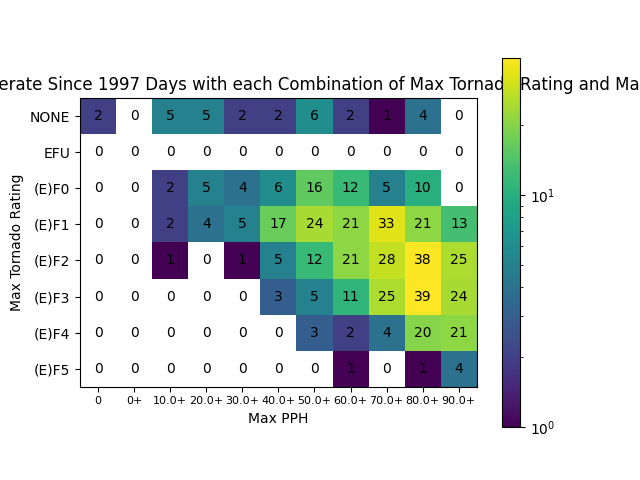 erate Since 1997 Days with each Combination of Max Tornado Rating and Ma
NONE 2 0 5 5 2 2 6 2 1 4 0
EFU 0 0 0 0 0 0 0 0 0 0 0
(E)F0 0 0 2 5 4 6 16 12 5 10 0
(E)F1 0 0 2 4 5 17 24 21 33 21 13
(E)F2 0 0 1 0 1 5 12 21 28 38 25
(E)F3 0 0 0 0 0 3 5 11 25 39 24
(E)F4 0 0 0 0 0 0 3 2 4 20 21
(E)F5 0 0 0 0 0 0 0 1 0 1 4
0 0+ 10.0+ 20.0+ 30.0+ 40.0+ 50.0+ 60.0+ 70.0+ 80.0+ 90.0+
Max PPH
Max Tornado Rating
10¹
10⁰